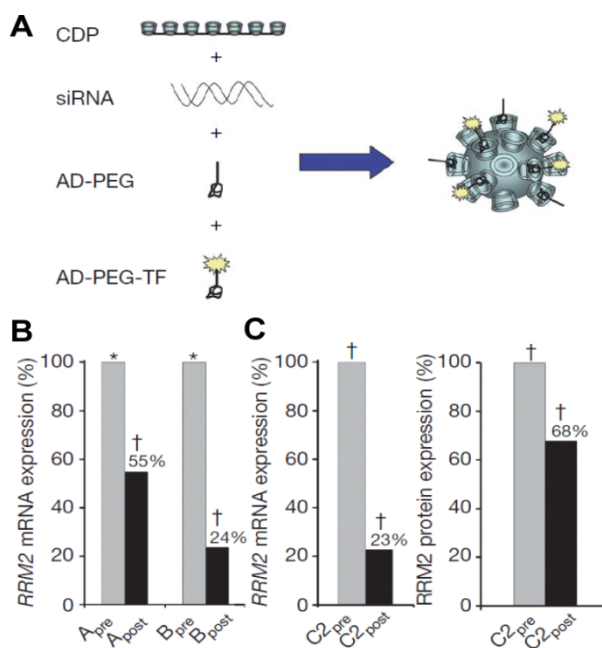 A
CDP
+
siRNA
+
AD-PEG
+
AD-PEG-TF
B
RRM2 mRNA expression (%)
100
80
60
40
20
0
*
†
55%
*
†
24%
Apre
Apost
Bpre
Bpost
C
RRM2 mRNA expression (%)
100
80
60
40
20
0
†
†
23%
C2pre
C2post
RRM2 protein expression (%)
100
80
60
40
20
0
†
†
68%
C2pre
C2post